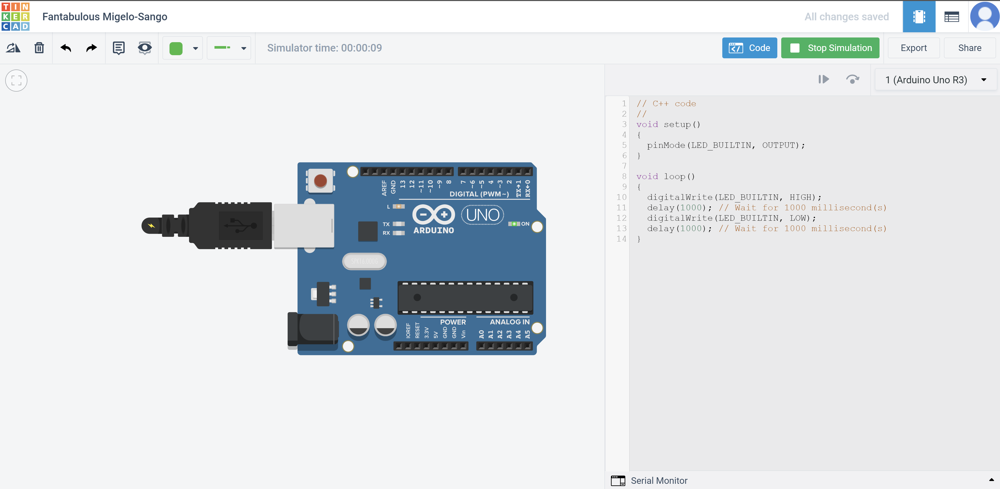 TIN
KER
CAD
Fantabulous Migelo-Sango
All changes saved
Simulator time: 00:00:09
Code
Stop Simulation
Export
Share
1 (Arduino Uno R3)
AREF
GND
13
12
~11
~10
~9
8
7
~6
~5
4
~3
2
TX→1
RX←0
DIGITAL (PWM~)
L
TX
RX
ARDUINO
UNO
ON
SPK16.000G
POWER
ANALOG IN
IOREF
RESET
3.3V
5V
GND
GND
Vin
A0
A1
A2
A3
A4
A5
1 // C++ code
2 //
3 void setup()
4 {
5   pinMode(LED_BUILTIN, OUTPUT);
6 }
7
8 void loop()
9 {
10   digitalWrite(LED_BUILTIN, HIGH);
11   delay(1000); // Wait for 1000 millisecond(s)
12   digitalWrite(LED_BUILTIN, LOW);
13   delay(1000); // Wait for 1000 millisecond(s)
14 }
Serial Monitor